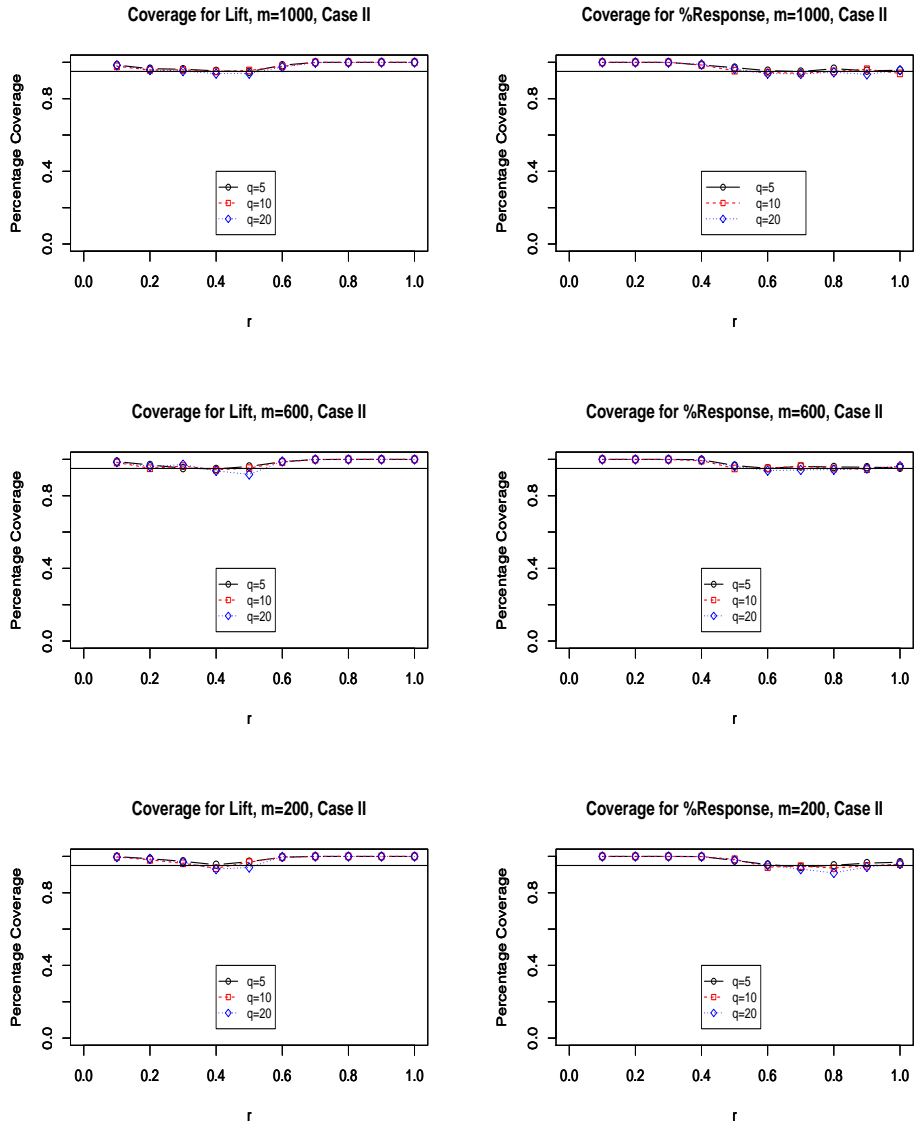 Coverage for Lift, m=1000, Case II
Percentage Coverage
0.0 0.4 0.8
q=5
q=10
q=20
0.0 0.2 0.4 0.6 0.8 1.0
r
Coverage for %Response, m=1000, Case II
Percentage Coverage
0.0 0.4 0.8
q=5
q=10
q=20
0.0 0.2 0.4 0.6 0.8 1.0
r
Coverage for Lift, m=600, Case II
Percentage Coverage
0.0 0.4 0.8
q=5
q=10
q=20
0.0 0.2 0.4 0.6 0.8 1.0
r
Coverage for %Response, m=600, Case II
Percentage Coverage
0.0 0.4 0.8
q=5
q=10
q=20
0.0 0.2 0.4 0.6 0.8 1.0
r
Coverage for Lift, m=200, Case II
Percentage Coverage
0.0 0.4 0.8
q=5
q=10
q=20
0.0 0.2 0.4 0.6 0.8 1.0
r
Coverage for %Response, m=200, Case II
Percentage Coverage
0.0 0.4 0.8
q=5
q=10
q=20
0.0 0.2 0.4 0.6 0.8 1.0
r